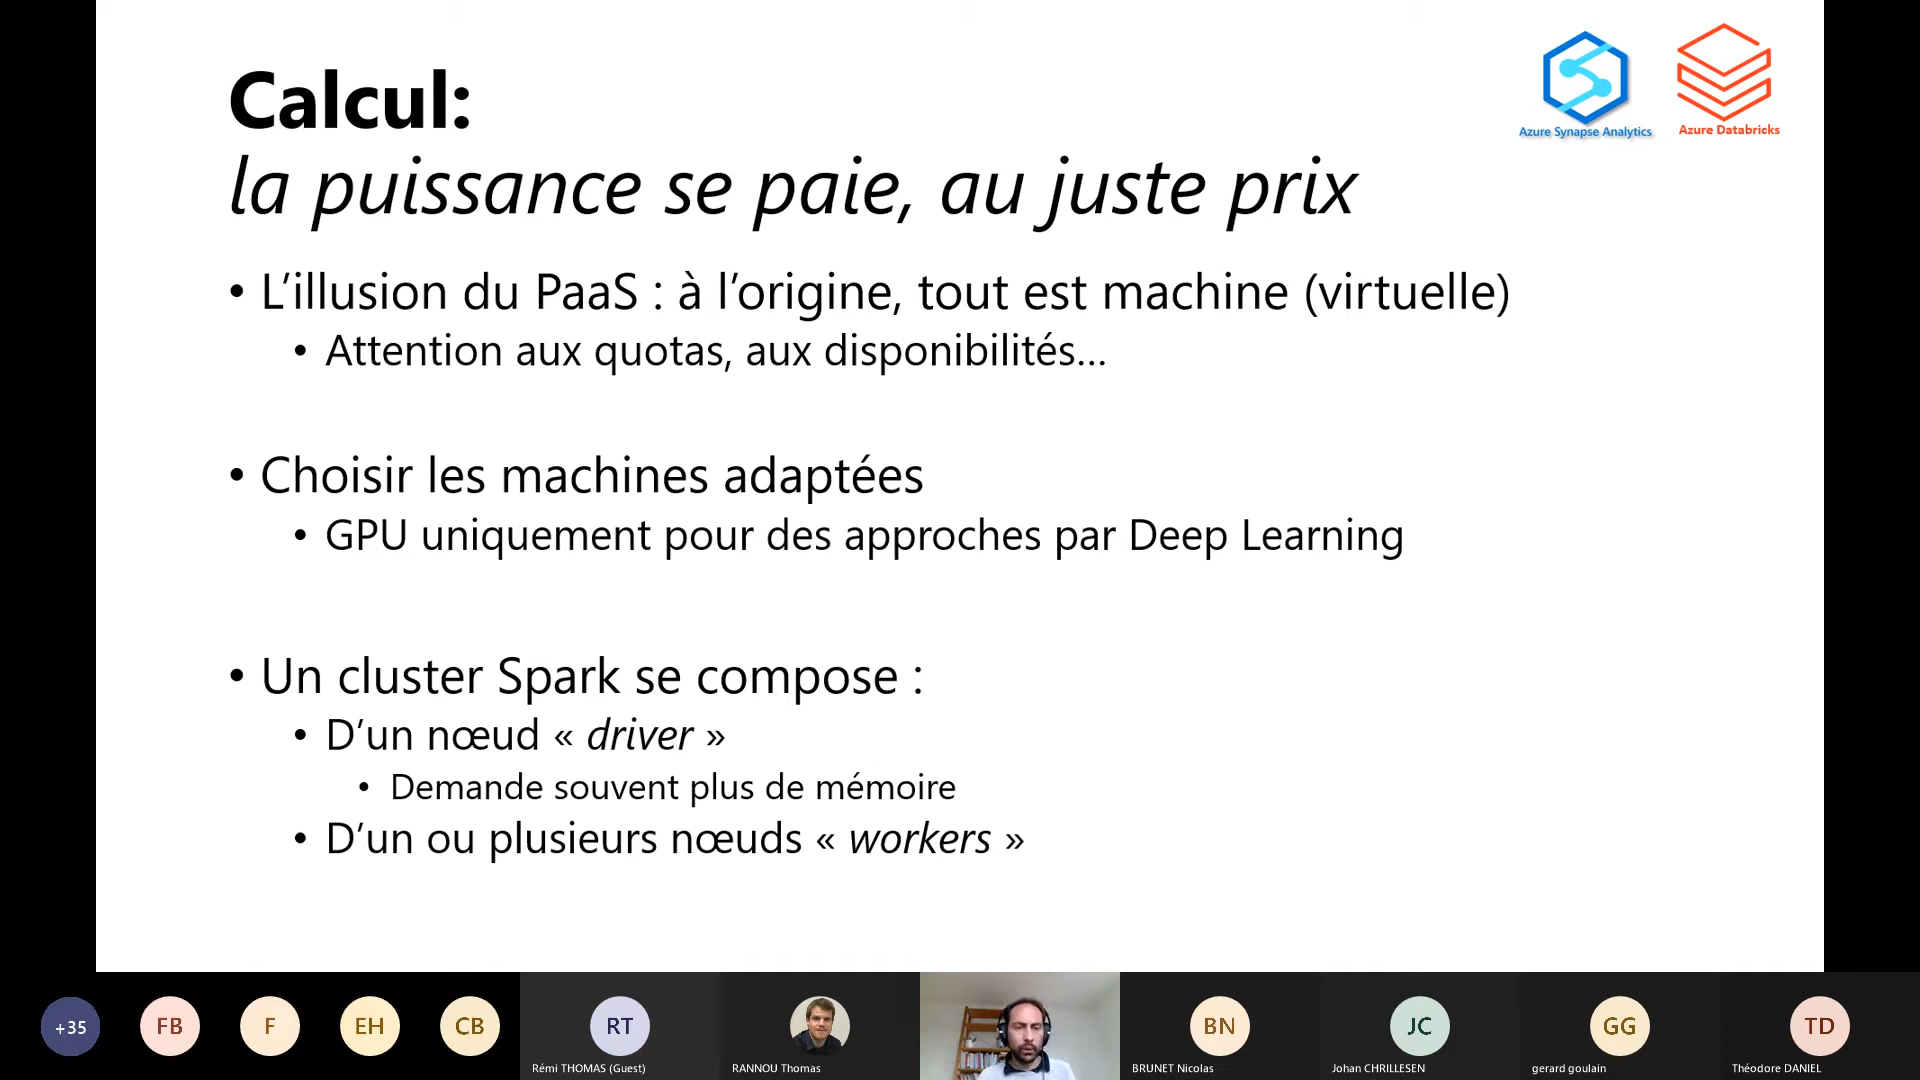 Calcul:
la puissance se paie, au juste prix
Azure Synapse Analytics
Azure Databricks
• L’illusion du PaaS : à l’origine, tout est machine (virtuelle)
• Attention aux quotas, aux disponibilités…
• Choisir les machines adaptées
• GPU uniquement pour des approches par Deep Learning
• Un cluster Spark se compose :
• D’un nœud « driver »
• Demande souvent plus de mémoire
• D’un ou plusieurs nœuds « workers »
+35
FB
F
EH
CB
RT
Rémi THOMAS (Guest)
RANNOU Thomas
BN
BRUNET Nicolas
JC
Johan CHRILLESEN
GG
gerard goulain
TD
Théodore DANIEL